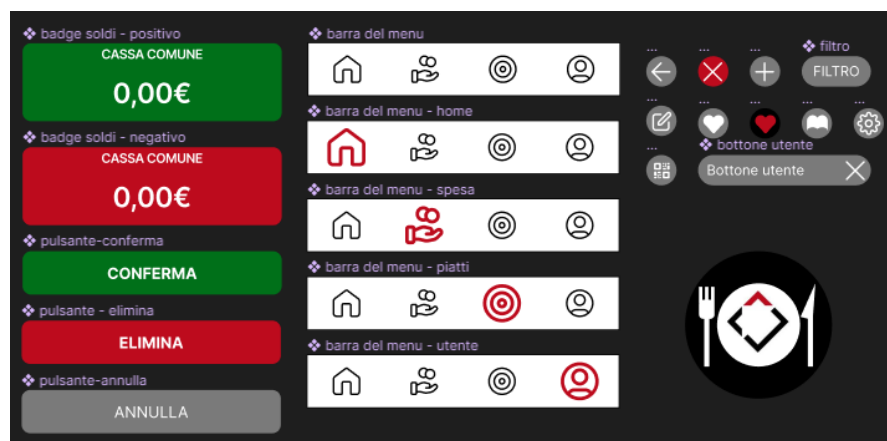 badge soldi - positivo
CASSA COMUNE
0,00€
badge soldi - negativo
CASSA COMUNE
0,00€
pulsante-conferma
CONFERMA
pulsante - elimina
ELIMINA
pulsante-annulla
ANNULLA
barra del menu
barra del menu - home
barra del menu - spesa
barra del menu - piatti
barra del menu - utente
... ... ... filtro
FILTRO
... ... ... ... ...
... bottone utente
Bottone utente